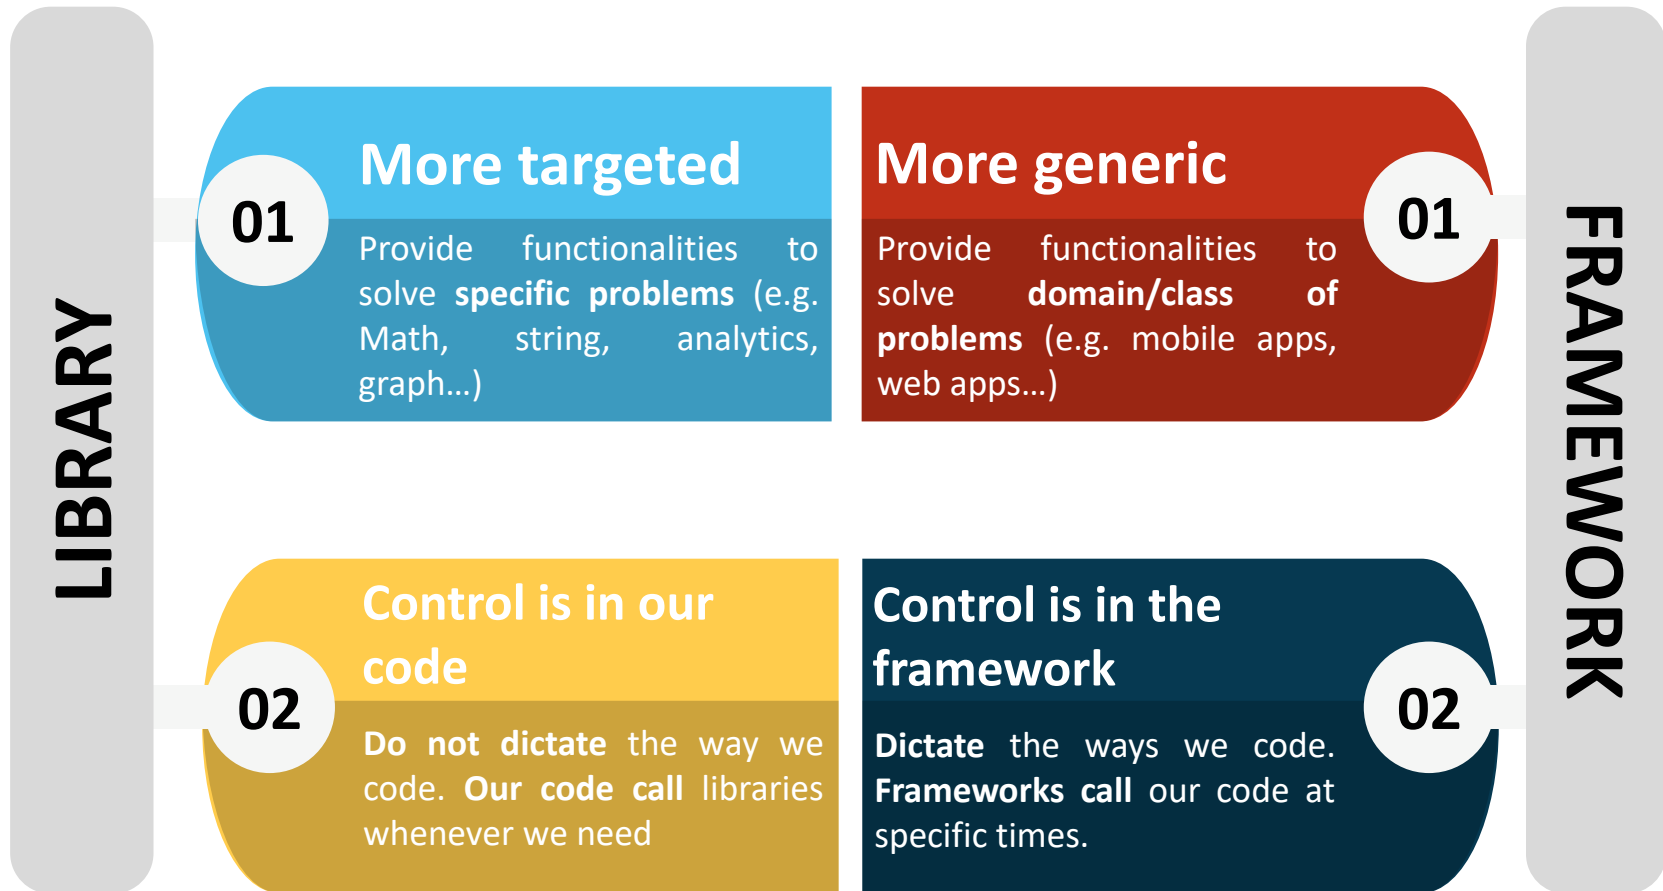 LIBRARY
01
More targeted
Provide functionalities to
solve specific problems (e.g.
Math, string, analytics,
graph...)
02
Control is in our
code
Do not dictate the way we
code. Our code call libraries
whenever we need
More generic
01
Provide functionalities to
solve domain/class of
problems (e.g. mobile apps,
web apps...)
Control is in the
framework
02
Dictate the ways we code.
Frameworks call our code at
specific times.
FRAMEWORK